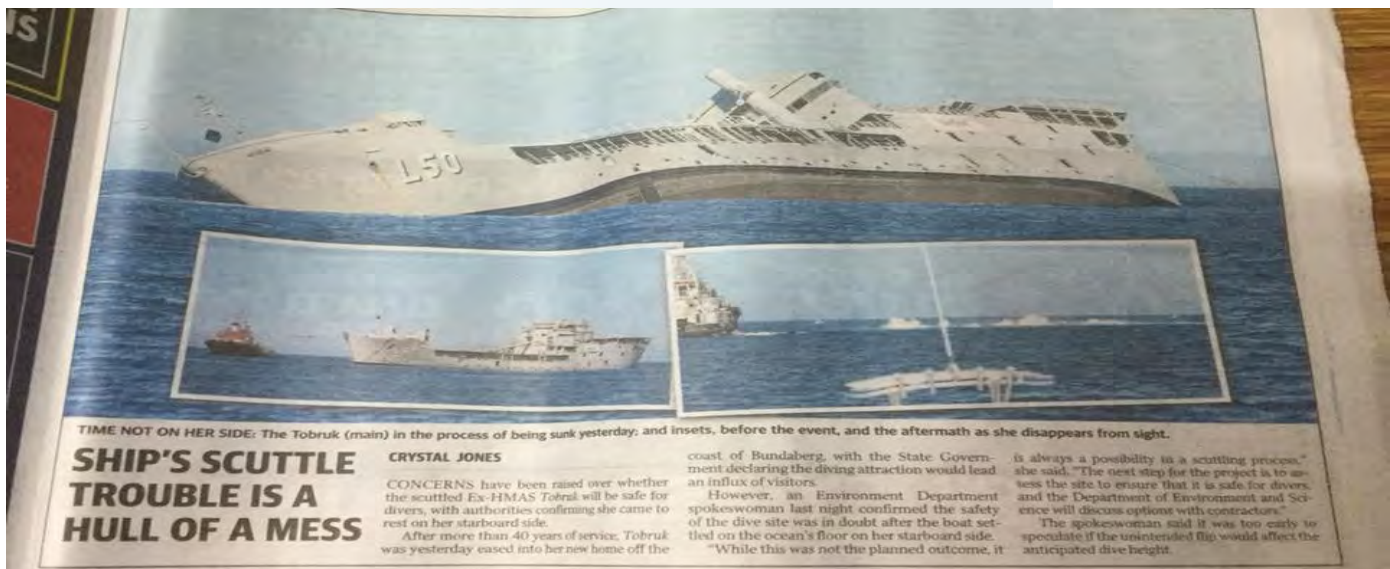 IS
L50
TIME NOT ON HER SIDE: The Tobruk (main) in the process of being sunk yesterday; and insets, before the event, and the aftermath as she disappears from sight.
SHIP'S SCUTTLE
TROUBLE IS A
HULL OF A MESS
CRYSTAL JONES
CONCERNS have been raised over whether
the scuttled Ex-HMAS Tobruk will be safe for
divers, with authorities confirming she came to
rest on her starboard side.
After more than 40 years of service, Tobruk
was yesterday eased into her new home off the
coast of Bundaberg, with the State Govern-
ment declaring the diving attraction would lead
an influx of visitors.
However, an Environment Department
spokeswoman last night confirmed the safety
of the dive site was in doubt after the boat set-
tled on the ocean's floor on her starboard side.
"While this was not the planned outcome, it
is always a possibility in a scuttling process,"
she said. "The next step for the project is to as-
sess the site to ensure that it is safe for divers,
and the Department of Environment and Sci-
ence will discuss options with contractors."
The spokeswoman said it was too early to
speculate if the unintended flip would affect the
anticipated dive height.